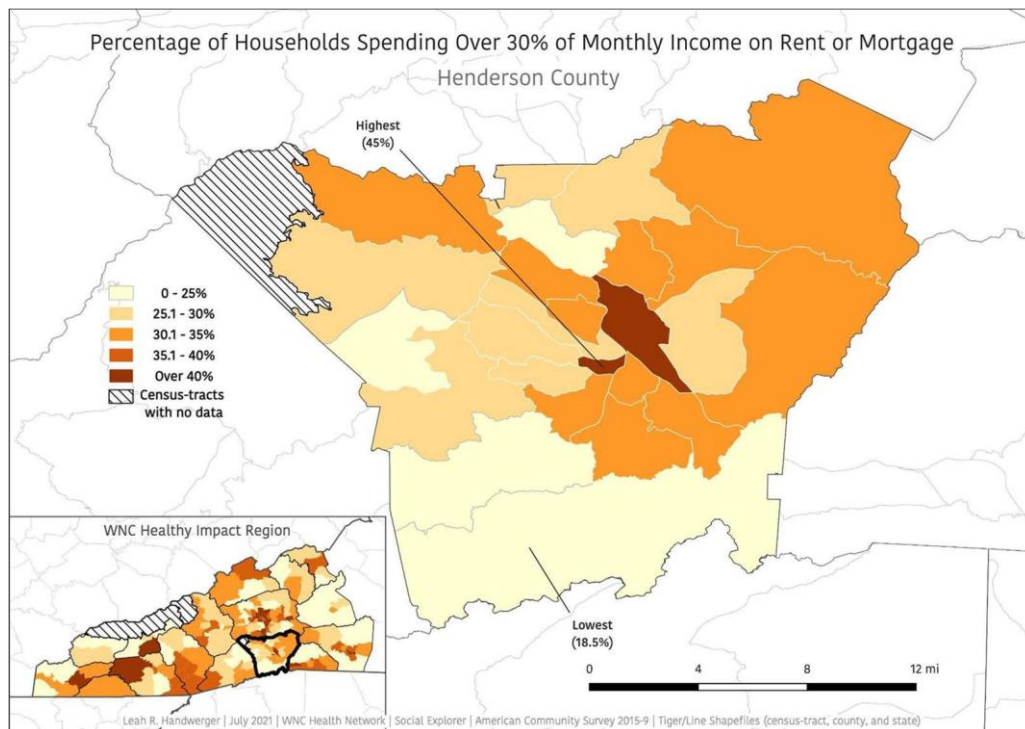 Percentage of Households Spending Over 30% of Monthly Income on Rent or Mortgage
Henderson County
Highest
(45%)
0 - 25%
25.1 - 30%
30.1 - 35%
35.1 - 40%
Over 40%
Census-tracts
with no data
WNC Healthy Impact Region
Lowest
(18.5%)
0 4 8 12 mi
Leah R. Handwerger | July 2021 | WNC Health Network | Social Explorer | American Community Survey 2015-9 | Tiger/Line Shapefiles (census-tract, county, and state)